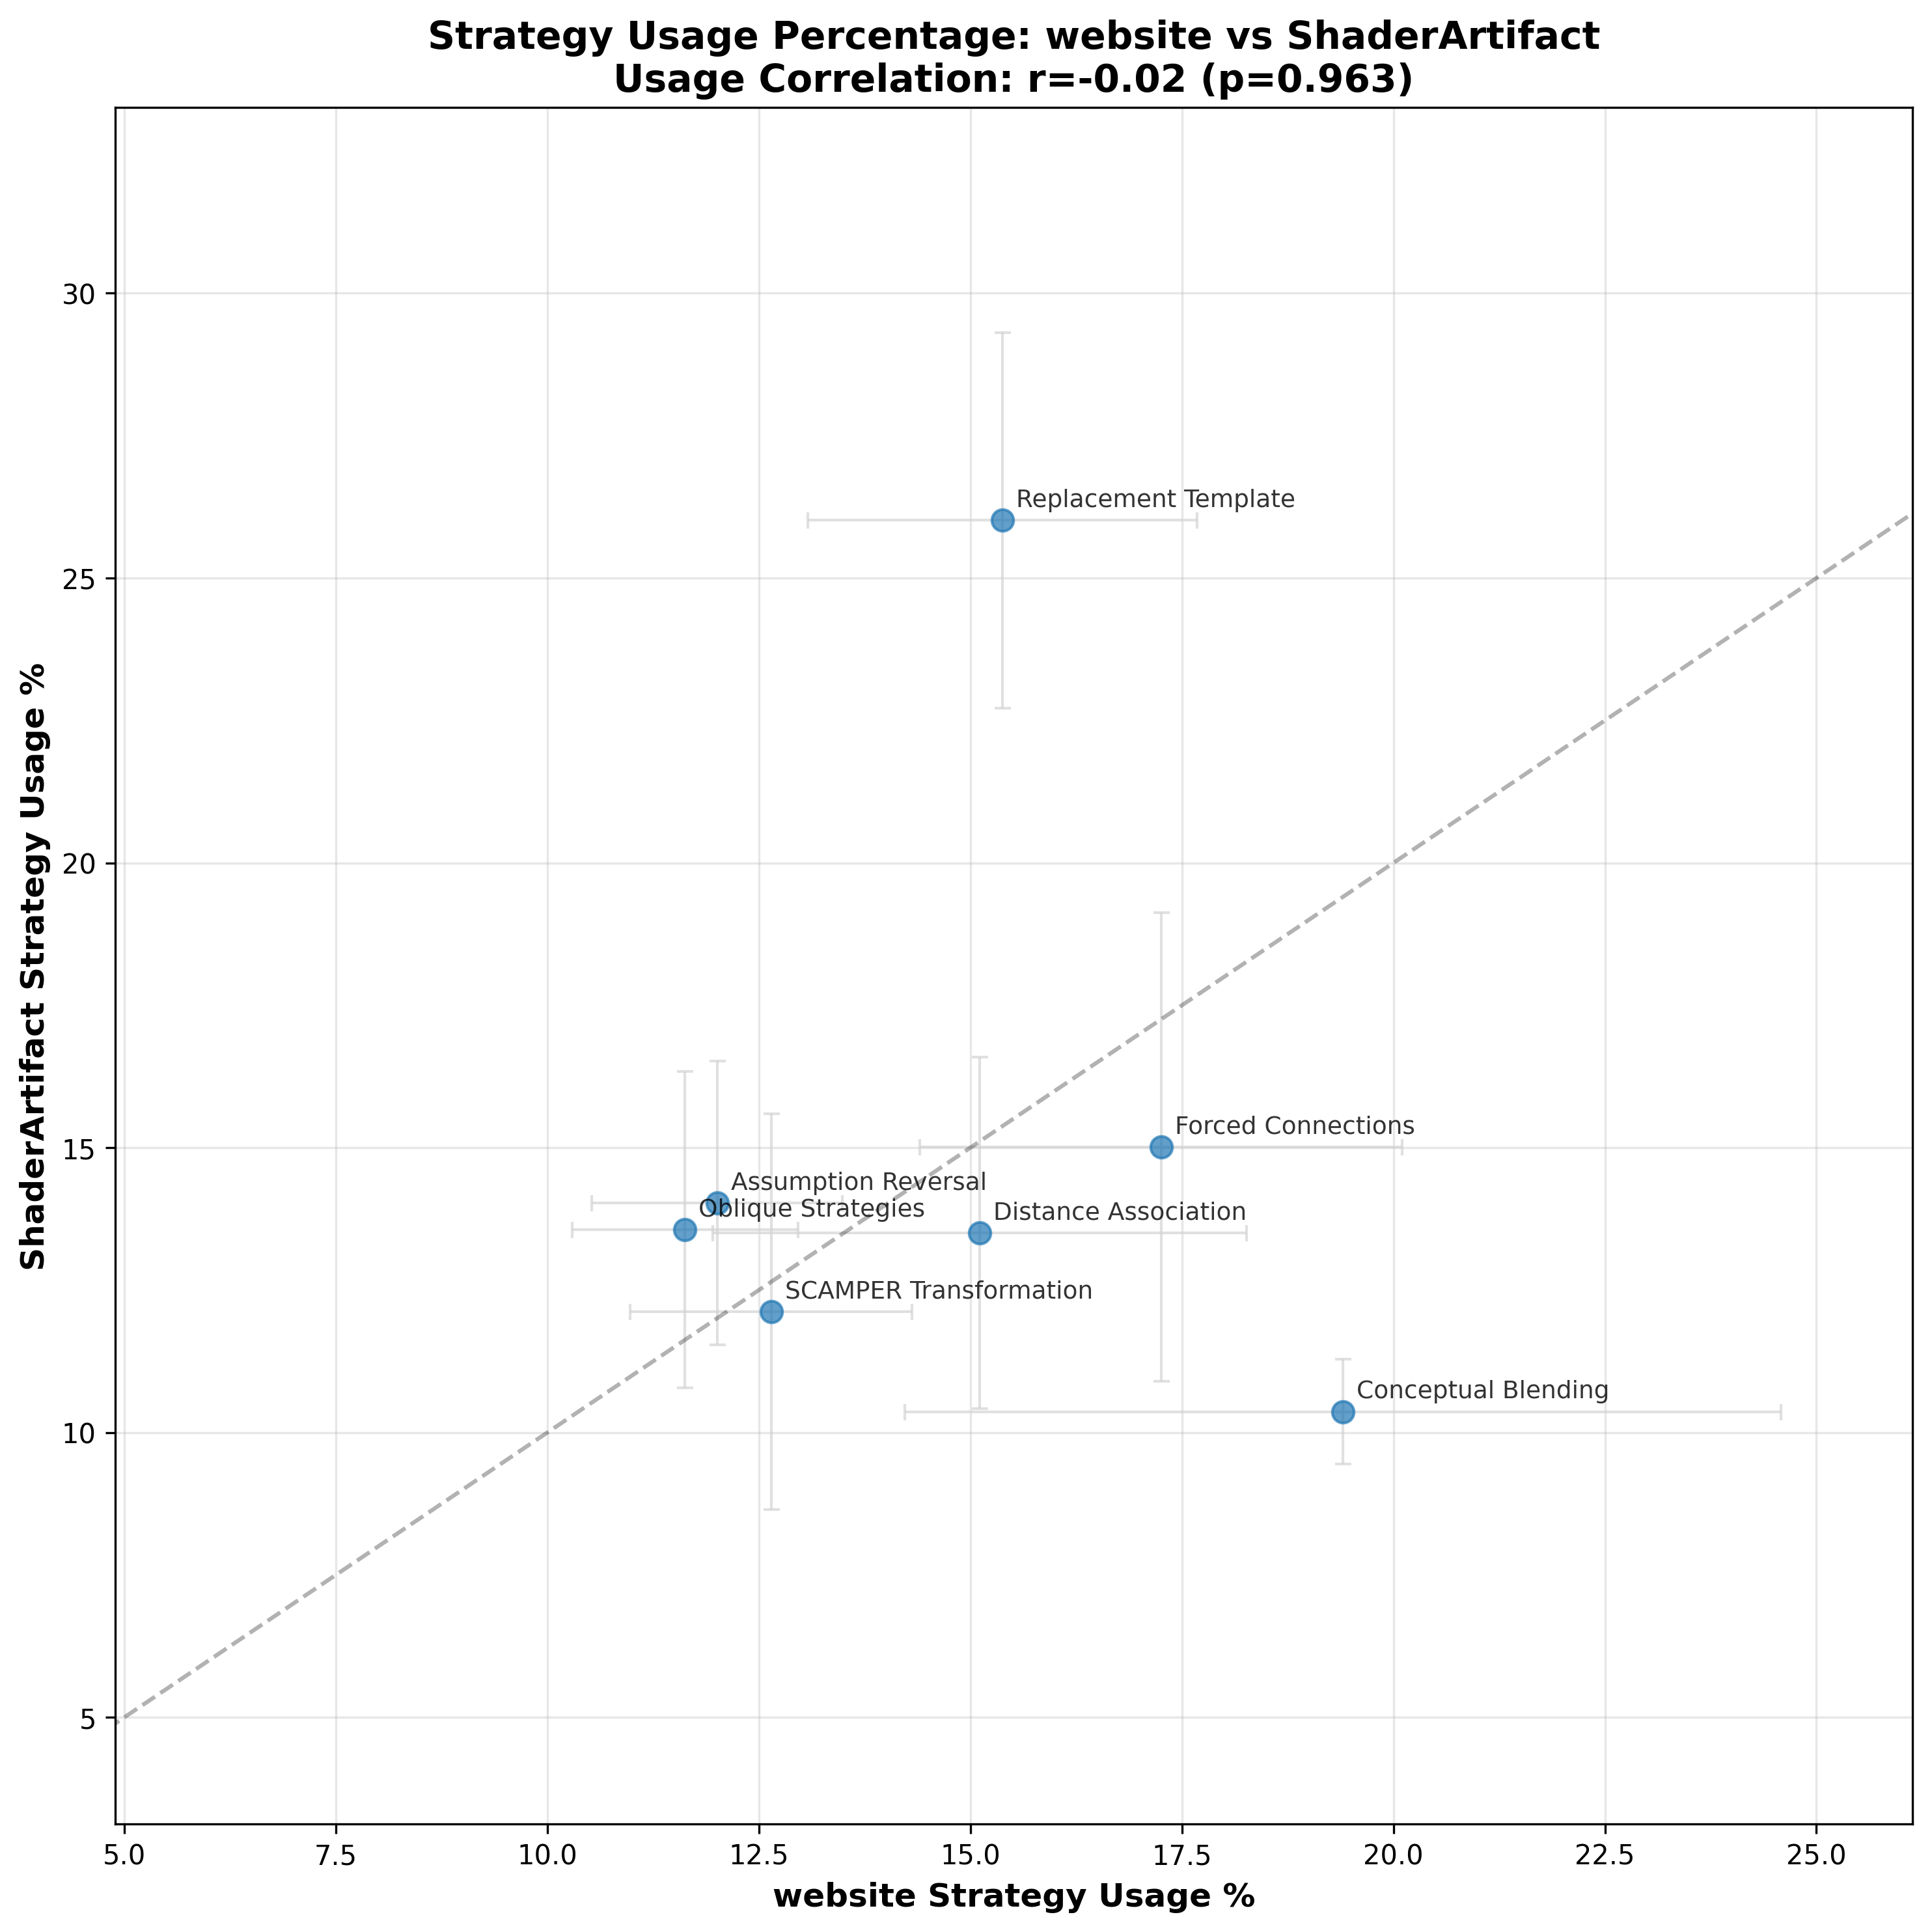 Strategy Usage Percentage: website vs ShaderArtifact
Usage Correlation: r=-0.02 (p=0.963)
ShaderArtifact Strategy Usage %
30
25
20
15
10
5
Replacement Template
Forced Connections
Assumption Reversal
Oblique Strategies
Distance Association
SCAMPER Transformation
Conceptual Blending
5.0 7.5 10.0 12.5 15.0 17.5 20.0 22.5 25.0
website Strategy Usage %